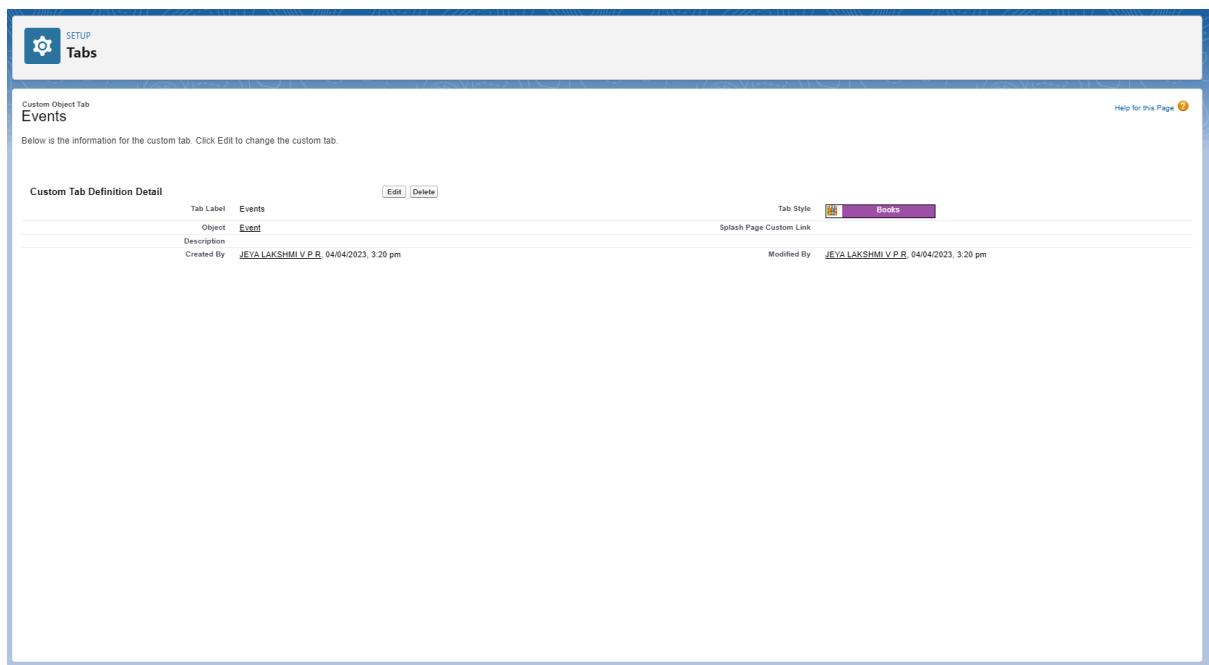 SETUP
Tabs
Custom Object Tab
Events
Help for this Page
Below is the information for the custom tab. Click Edit to change the custom tab.
Custom Tab Definition Detail Edit Delete
Tab Label Events Tab Style Books
Object Event Splash Page Custom Link
Description
Created By JEYA LAKSHMI V P R, 04/04/2023, 3:20 pm Modified By JEYA LAKSHMI V P R, 04/04/2023, 3:20 pm